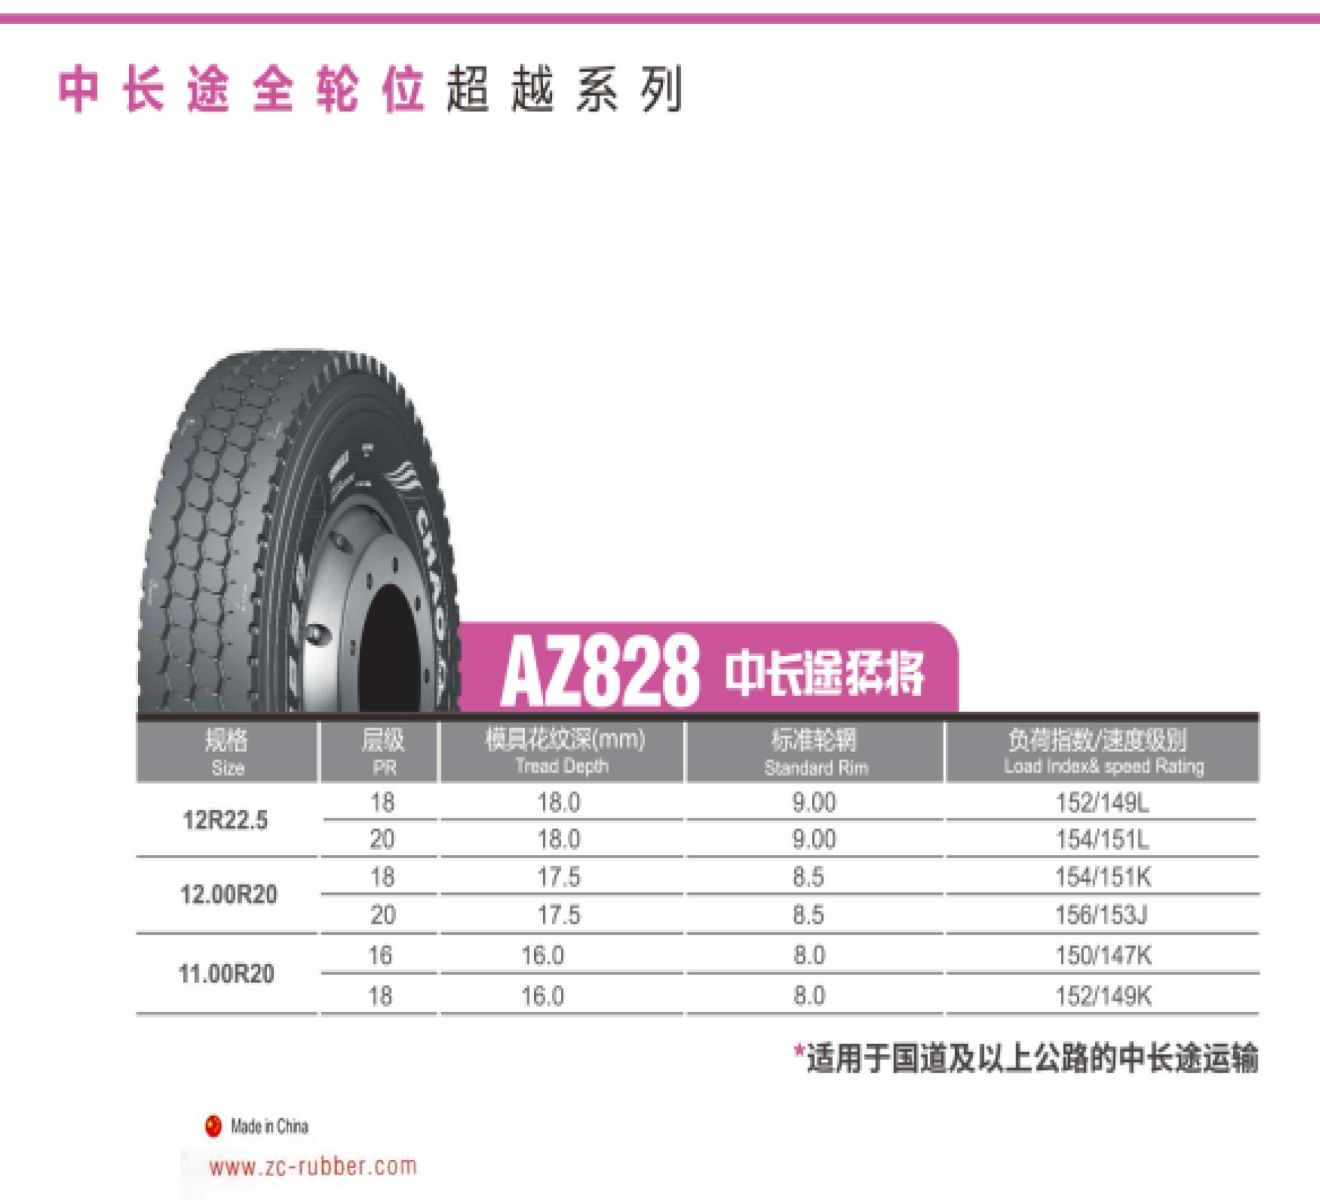 中长途全轮位超越系列
CHAO
AZ828 中长途猛将
规格 层级 模具花纹深(mm) 标准轮辋 负荷指数/速度级别
Size PR Tread Depth Standard Rim Load Index& speed Rating
12R22.5 18 18.0 9.00 152/149L
20 18.0 9.00 154/151L
12.00R20 18 17.5 8.5 154/151K
20 17.5 8.5 156/153J
11.00R20 16 16.0 8.0 150/147K
18 16.0 8.0 152/149K
*适用于国道及以上公路的中长途运输
Made in China
www.zc-rubber.com